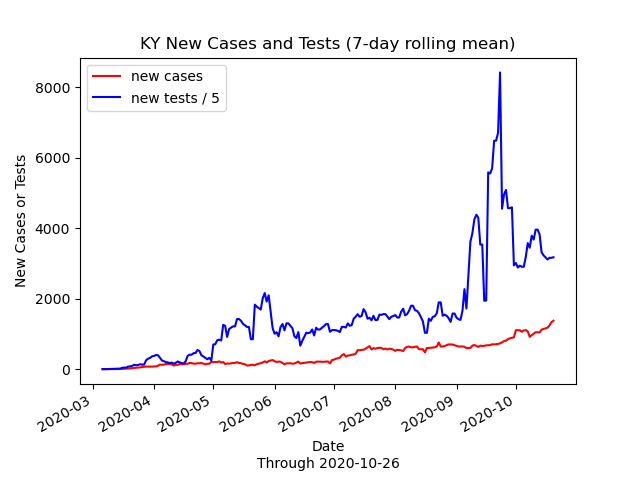 KY New Cases and Tests (7-day rolling mean)
new cases
new tests / 5
New Cases or Tests
8000
6000
4000
2000
0
2020-03
2020-04
2020-05
2020-06
2020-07
2020-08
2020-09
2020-10
Date
Through 2020-10-26